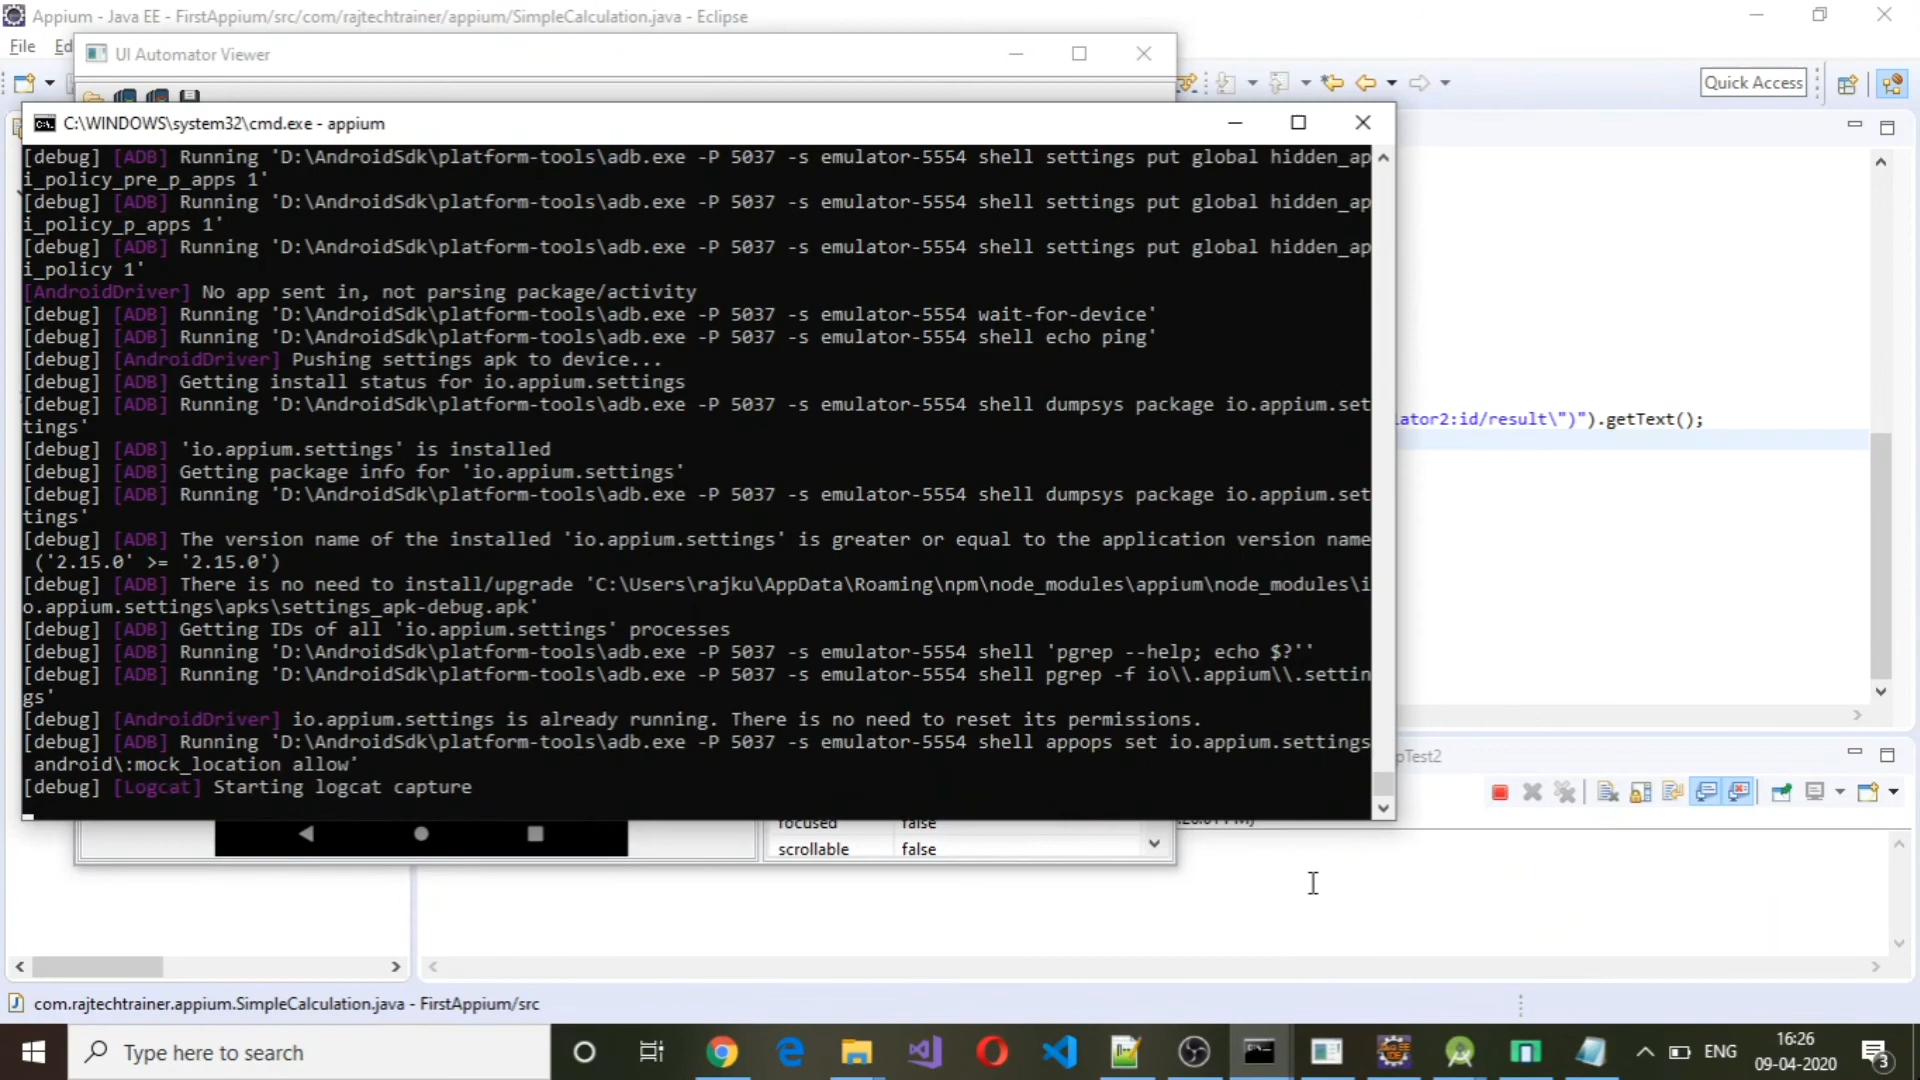 Appium - Java EE - FirstAppium/src/com/rajtechtrainer/appium/SimpleCalculation.java - Eclipse
File Ed
UI Automator Viewer
Quick Access
C:\WINDOWS\system32\cmd.exe - appium
[debug] [ADB] Running 'D:\AndroidSdk\platform-tools\adb.exe -P 5037 -s emulator-5554 shell settings put global hidden_ap
i_policy_pre_p_apps 1'
[debug] [ADB] Running 'D:\AndroidSdk\platform-tools\adb.exe -P 5037 -s emulator-5554 shell settings put global hidden_ap
i_policy_p_apps 1'
[debug] [ADB] Running 'D:\AndroidSdk\platform-tools\adb.exe -P 5037 -s emulator-5554 shell settings put global hidden_ap
i_policy 1'
[AndroidDriver] No app sent in, not parsing package/activity
[debug] [ADB] Running 'D:\AndroidSdk\platform-tools\adb.exe -P 5037 -s emulator-5554 wait-for-device'
[debug] [ADB] Running 'D:\AndroidSdk\platform-tools\adb.exe -P 5037 -s emulator-5554 shell echo ping'
[debug] [AndroidDriver] Pushing settings apk to device...
[debug] [ADB] Getting install status for io.appium.settings
[debug] [ADB] Running 'D:\AndroidSdk\platform-tools\adb.exe -P 5037 -s emulator-5554 shell dumpsys package io.appium.set
tings'
[debug] [ADB] 'io.appium.settings' is installed
[debug] [ADB] Getting package info for 'io.appium.settings'
[debug] [ADB] Running 'D:\AndroidSdk\platform-tools\adb.exe -P 5037 -s emulator-5554 shell dumpsys package io.appium.set
tings'
[debug] [ADB] The version name of the installed 'io.appium.settings' is greater or equal to the application version name
('2.15.0' >= '2.15.0')
[debug] [ADB] There is no need to install/upgrade 'C:\Users\rajku\AppData\Roaming\npm\node_modules\appium\node_modules\i
o.appium.settings\apks\settings_apk-debug.apk'
[debug] [ADB] Getting IDs of all 'io.appium.settings' processes
[debug] [ADB] Running 'D:\AndroidSdk\platform-tools\adb.exe -P 5037 -s emulator-5554 shell 'pgrep --help; echo $?''
[debug] [ADB] Running 'D:\AndroidSdk\platform-tools\adb.exe -P 5037 -s emulator-5554 shell pgrep -f io\\.appium\\.settin
gs'
[debug] [AndroidDriver] io.appium.settings is already running. There is no need to reset its permissions.
[debug] [ADB] Running 'D:\AndroidSdk\platform-tools\adb.exe -P 5037 -s emulator-5554 shell appops set io.appium.settings
android\:mock_location allow'
[debug] [Logcat] Starting logcat capture
ator2:id/result\")").getText();
pTest2
focused false
scrollable false
com.rajtechtrainer.appium.SimpleCalculation.java - FirstAppium/src
Type here to search
ENG
16:26
09-04-2020
3